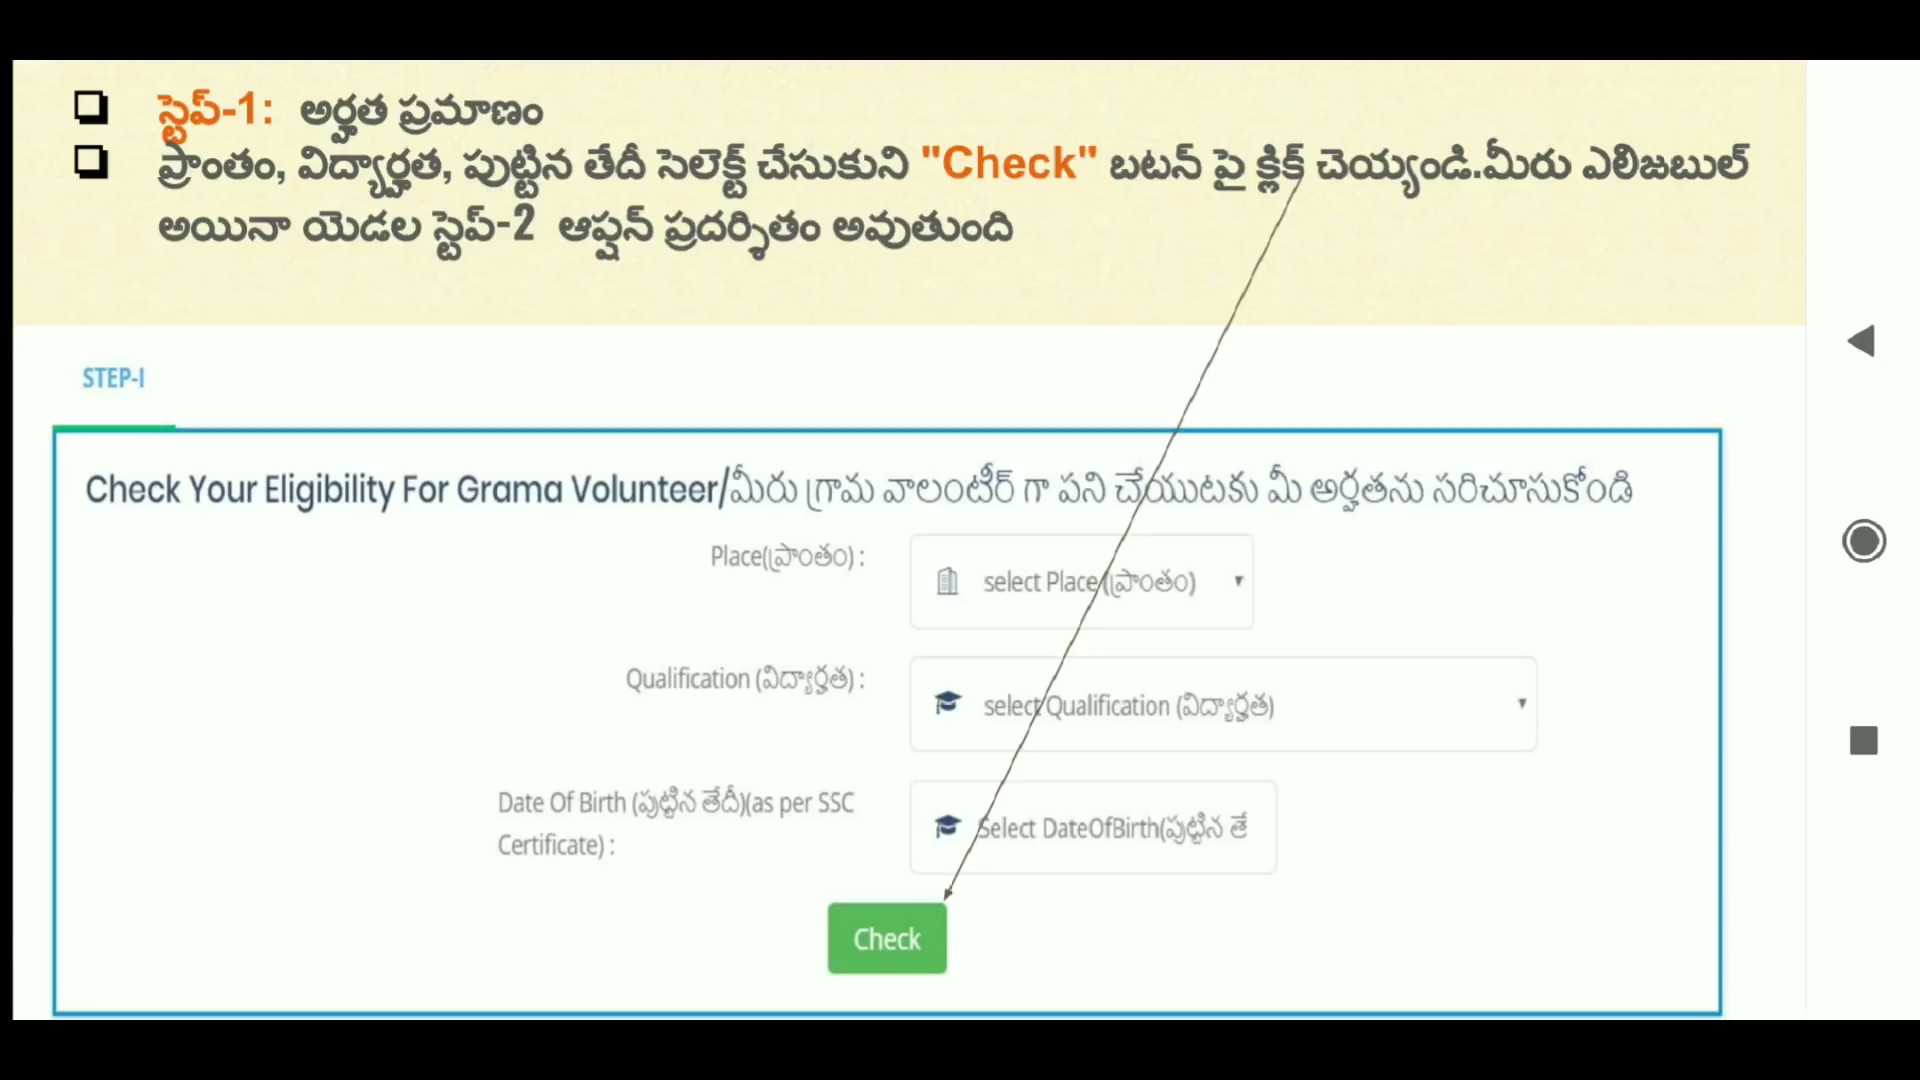 స్టెప్-1: అర్హత ప్రమాణం
ప్రాంతం, విద్యార్హత, పుట్టిన తేదీ సెలెక్ట్ చేసుకుని "Check" బటన్ పై క్లిక్ చెయ్యండి.మీరు ఎలిజబుల్
అయినా యెడల స్టెప్-2 ఆప్షన్ ప్రదర్శితం అవుతుంది
STEP-I
Check Your Eligibility For Grama Volunteer/మీరు గ్రామ వాలంటీర్ గా పని చేయుటకు మీ అర్హతను సరిచూసుకోండి
Place(ప్రాంతం) :
select Place (ప్రాంతం)
Qualification (విద్యార్హత) :
select Qualification (విద్యార్హత)
Date Of Birth (పుట్టిన తేదీ)(as per SSC
Certificate) :
Select DateOfBirth(పుట్టిన తే
Check